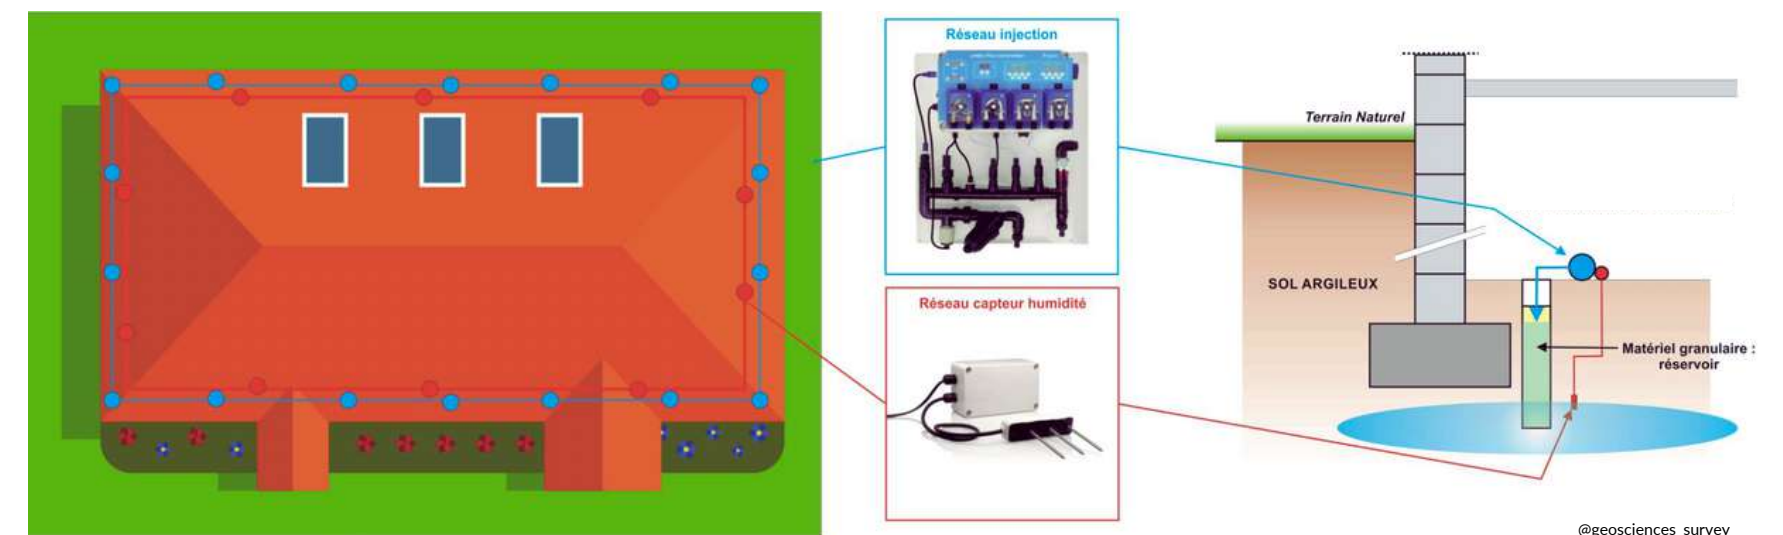 Réseau injection
Terrain Naturel
SOL ARGILEUX
Réseau capteur humidité
Matériel granulaire :
réservoir
@geosciences_survey